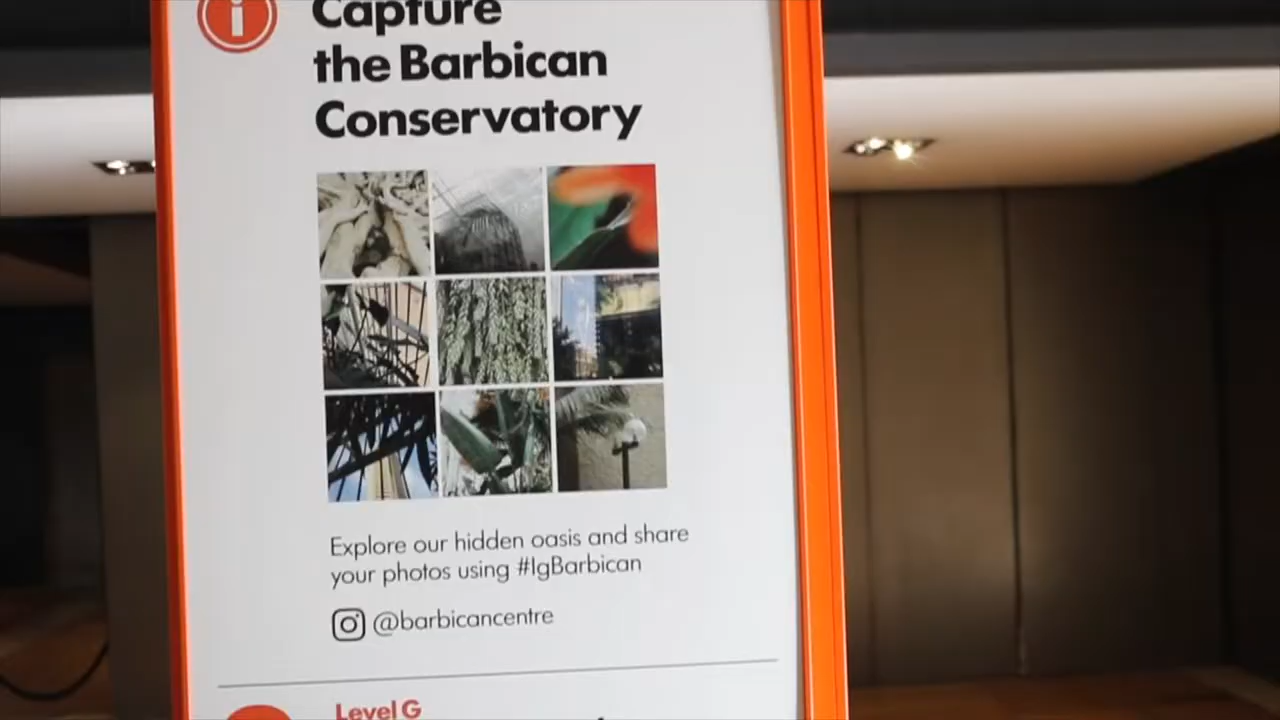 i
Capture
the Barbican
Conservatory
Explore our hidden oasis and share
your photos using #IgBarbican
@barbicancentre
Level G